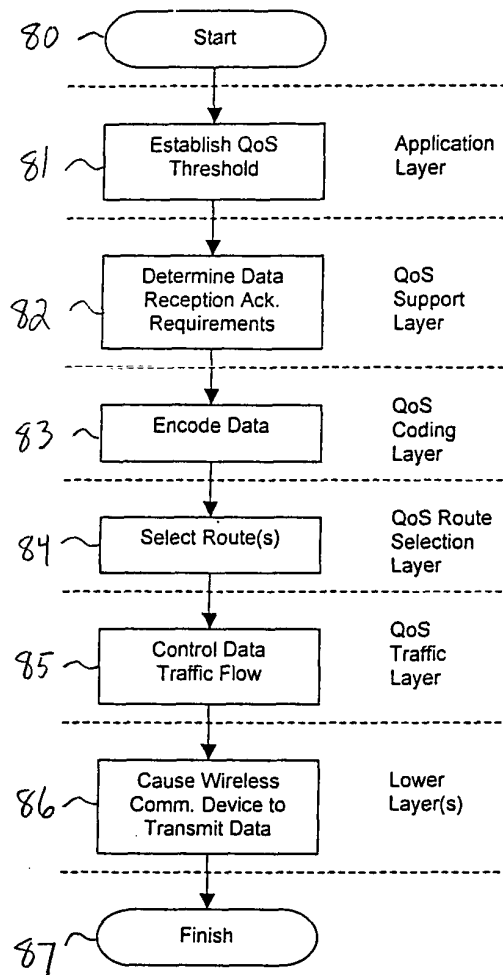 80
Start
81
Establish QoS
Threshold
Application
Layer
82
Determine Data
Reception Ack.
Requirements
QoS
Support
Layer
83
Encode Data
QoS
Coding
Layer
84
Select Route(s)
QoS Route
Selection
Layer
85
Control Data
Traffic Flow
QoS
Traffic
Layer
86
Cause Wireless
Comm. Device to
Transmit Data
Lower
Layer(s)
87
Finish